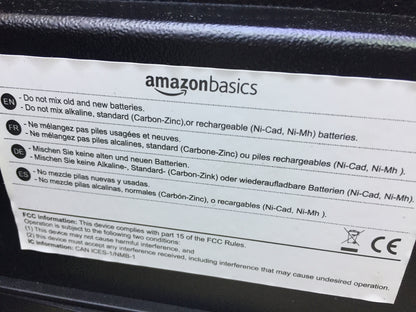 amazonbasics
EN - Do not mix old and new batteries.
- Do not mix alkaline, standard (Carbon-Zinc),or rechargeable (Ni-Cad, Ni-Mh) batteries.
FR - Ne mélangez pas piles usagées et neuves.
- Ne mélangez pas piles alcalines, standard (Carbone-Zinc) ou piles rechargeables (Ni-Cd, Ni-Mh ).
DE - Mischen Sie keine alten und neuen Batterien.
- Mischen Sie keine Alkaline-, Standard- (Carbon-Zink) oder wiederaufladbare Batterien (Ni-Cad, Ni-Mh).
ES - No mezcle pilas nuevas y usadas.
- No mezcle pilas alcalinas, normales (Carbón-Zinc), o recargables (Ni-Cd, Ni-Mh ).
FCC information: This device complies with part 15 of the FCC Rules.
Operation is subject to the following two conditions:
(1) This device may not cause harmful interference, and
(2) this device must accept any interference received, including interference that may cause undesired operation.
IC information: CAN ICES-1/NMB-1
CE